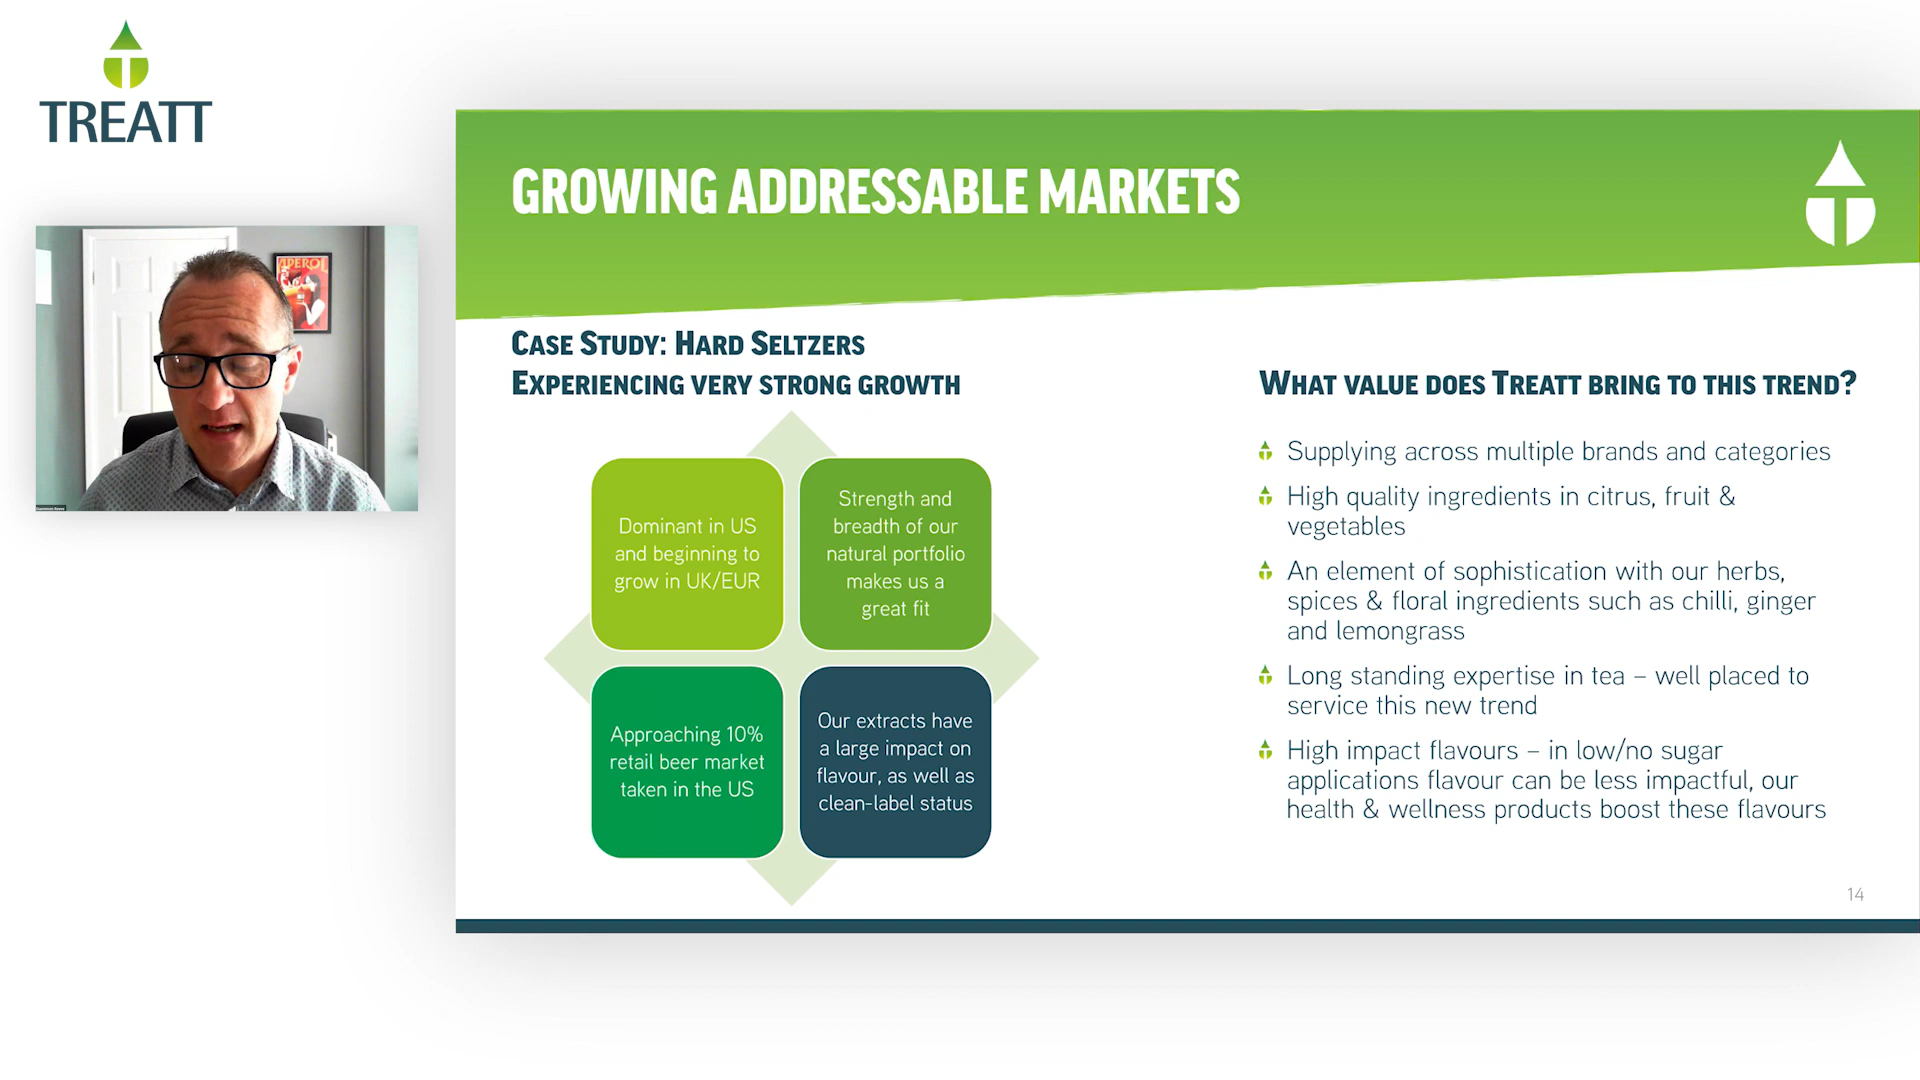 TREATT
GROWING ADDRESSABLE MARKETS
APEROL
CASE STUDY: HARD SELTZERS
EXPERIENCING VERY STRONG GROWTH
Dominant in US
and beginning to
grow in UK/EUR
Strength and
breadth of our
natural portfolio
makes us a
great fit
Approaching 10%
retail beer market
taken in the US
Our extracts have
a large impact on
flavour, as well as
clean-label status
WHAT VALUE DOES TREATT BRING TO THIS TREND?
Supplying across multiple brands and categories
High quality ingredients in citrus, fruit &
vegetables
An element of sophistication with our herbs,
spices & floral ingredients such as chilli, ginger
and lemongrass
Long standing expertise in tea – well placed to
service this new trend
High impact flavours – in low/no sugar
applications flavour can be less impactful, our
health & wellness products boost these flavours
14